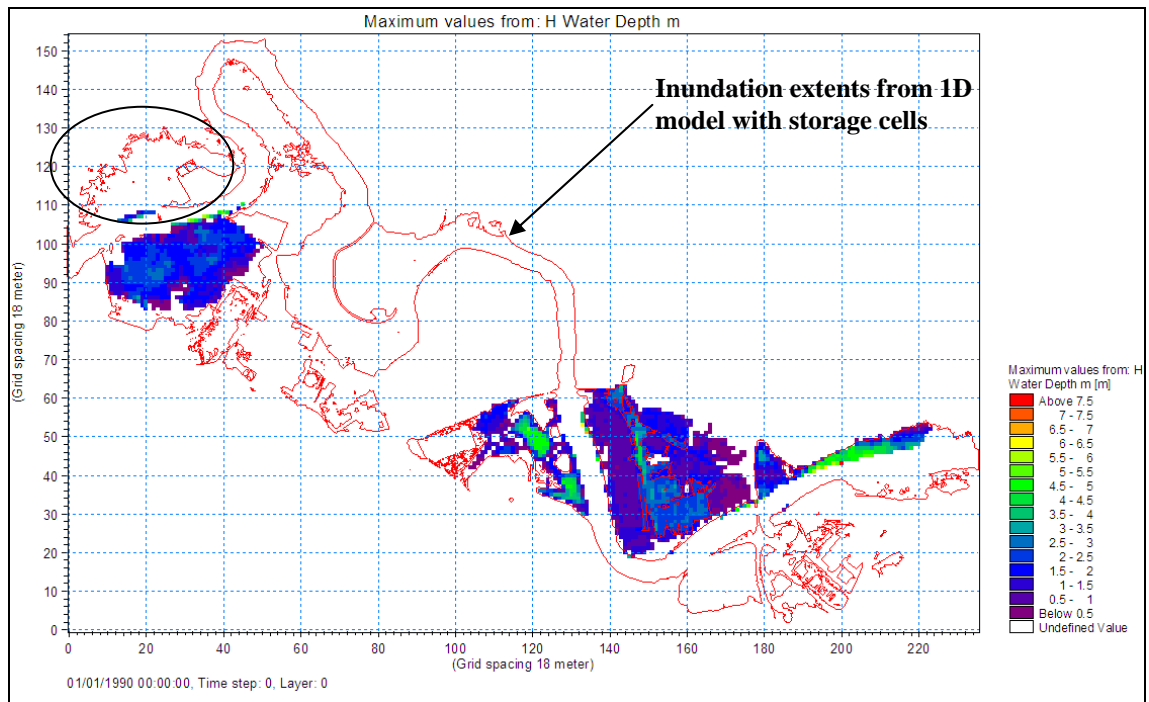 Maximum values from: H Water Depth m
150
140
130
120
110
100
90
80
70
60
50
40
30
20
10
0
(Grid spacing 18 meter)
Inundation extents from 1D
model with storage cells
0 20 40 60 80 100 120 140 160 180 200 220
(Grid spacing 18 meter)
01/01/1990 00:00:00, Time step: 0, Layer: 0
Maximum values from: H
Water Depth m [m]
Above 7.5
7 - 7.5
6.5 - 7
6 - 6.5
5.5 - 6
5 - 5.5
4.5 - 5
4 - 4.5
3.5 - 4
3 - 3.5
2.5 - 3
2 - 2.5
1.5 - 2
1 - 1.5
0.5 - 1
Below 0.5
Undefined Value